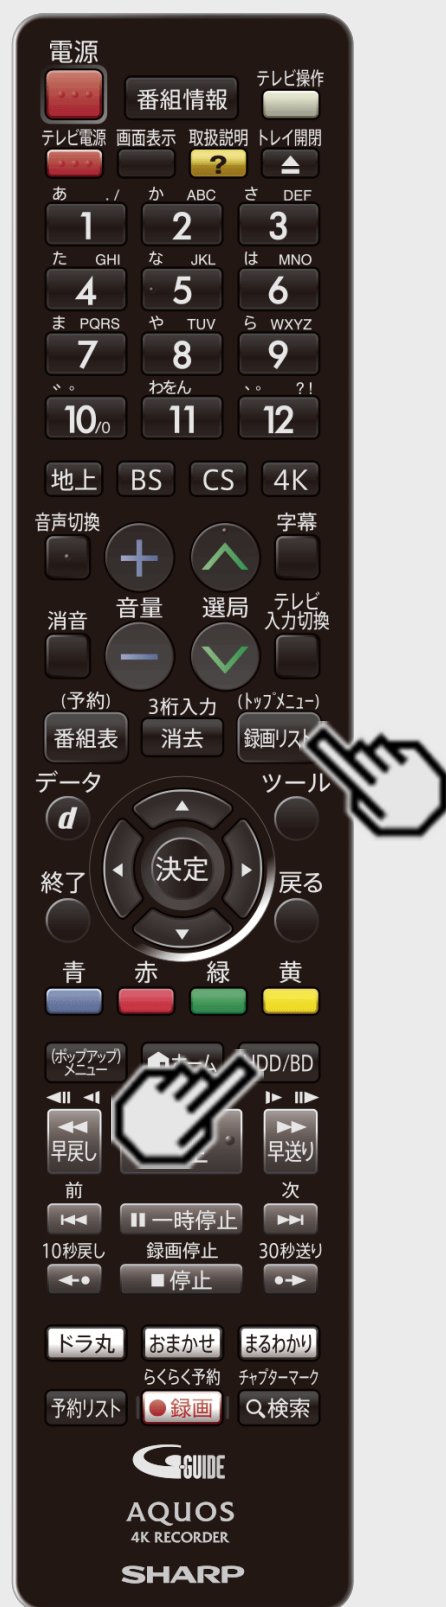 電源
番組情報
テレビ操作
テレビ電源 画面表示 取扱説明 トレイ開閉
?
あ ./ か ABC さ DEF
1 2 3
た GHI な JKL は MNO
4 5 6
ま PQRS や TUV ら WXYZ
7 8 9
゛゜ わをん 、。 ?!
10/0 11 12
地上 BS CS 4K
音声切換 字幕
+
消音 音量 選局 テレビ
入力切換
−
(予約) 3桁入力 (トップメニュー)
番組表 消去 録画リス
データ ツール
d
決定
終了 戻る
青 赤 緑 黄
(ポップアップ)
メニュー
ホーム
DD/BD
早戻し 早送り
前 次
一時停止
10秒戻し 録画停止 30秒送り
停止
ドラ丸 おまかせ まるわかり
らくらく予約 チャプターマーク
予約リスト 録画 検索
G-GUIDE
AQUOS
4K RECORDER
SHARP